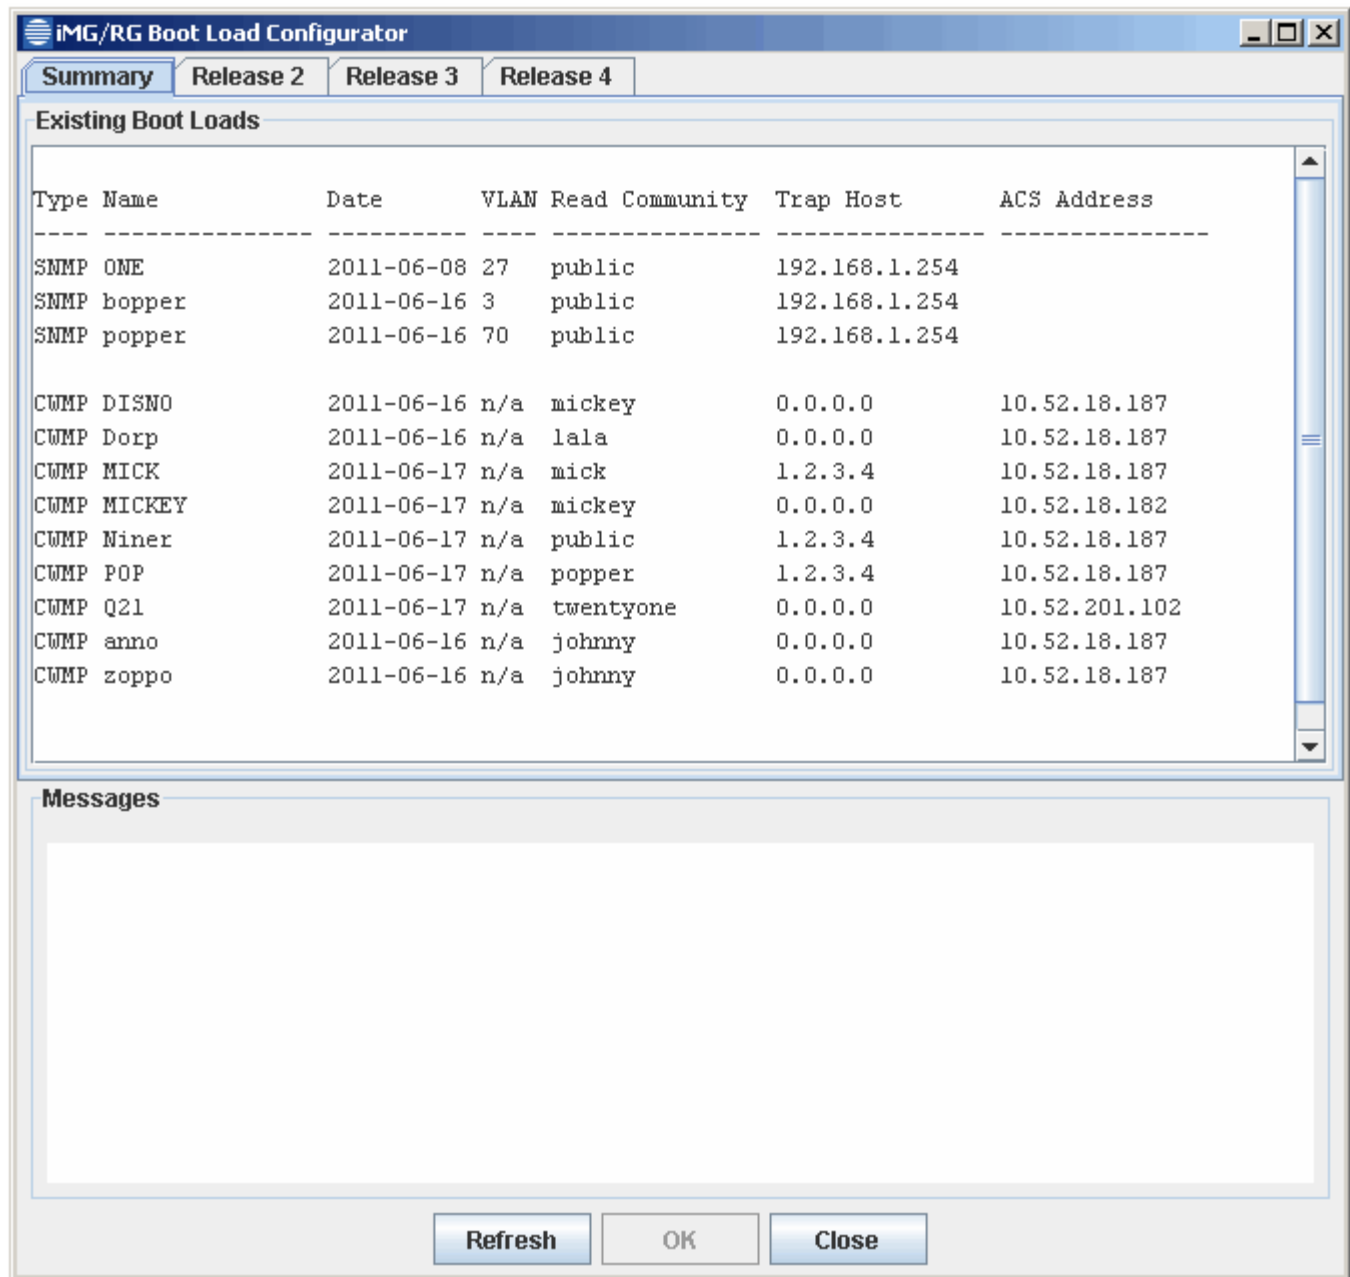 iMG/RG Boot Load Configurator
Summary Release 2 Release 3 Release 4
Existing Boot Loads
Type Name Date VLAN Read Community Trap Host ACS Address
---- --------------- ---------- ---- --------------- --------------- ---------------
SNMP ONE 2011-06-08 27 public 192.168.1.254
SNMP bopper 2011-06-16 3 public 192.168.1.254
SNMP popper 2011-06-16 70 public 192.168.1.254
CWMP DISNO 2011-06-16 n/a mickey 0.0.0.0 10.52.18.187
CWMP Dorp 2011-06-16 n/a lala 0.0.0.0 10.52.18.187
CWMP MICK 2011-06-17 n/a mick 1.2.3.4 10.52.18.187
CWMP MICKEY 2011-06-17 n/a mickey 0.0.0.0 10.52.18.182
CWMP Niner 2011-06-17 n/a public 1.2.3.4 10.52.18.187
CWMP POP 2011-06-17 n/a popper 1.2.3.4 10.52.18.187
CWMP Q21 2011-06-17 n/a twentyone 0.0.0.0 10.52.201.102
CWMP anno 2011-06-16 n/a johnny 0.0.0.0 10.52.18.187
CWMP zoppo 2011-06-16 n/a johnny 0.0.0.0 10.52.18.187
Messages
Refresh OK Close